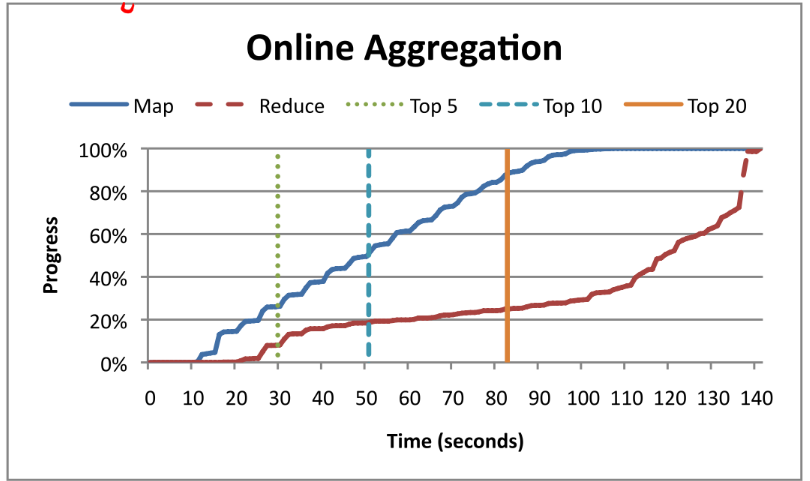 Online Aggregation
Map Reduce Top 5 Top 10 Top 20
100%
80%
60%
40%
20%
0%
Progress
0 10 20 30 40 50 60 70 80 90 100 110 120 130 140
Time (seconds)